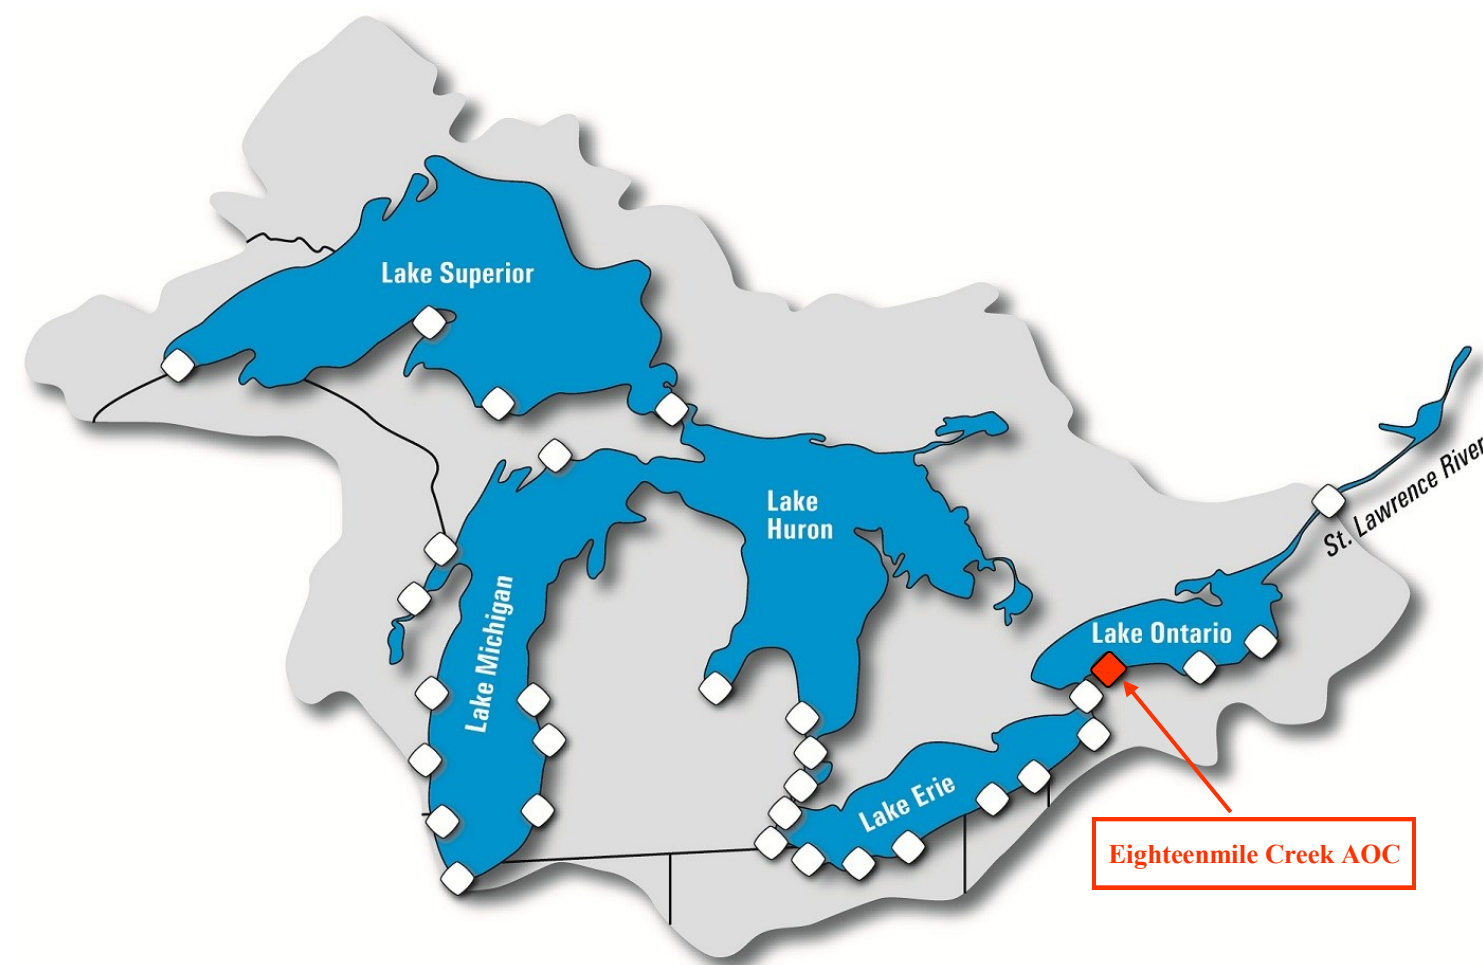 Lake Superior
Lake
Huron
St. Lawrence River
Lake Michigan
Lake Ontario
Lake Erie
Eighteenmile Creek AOC